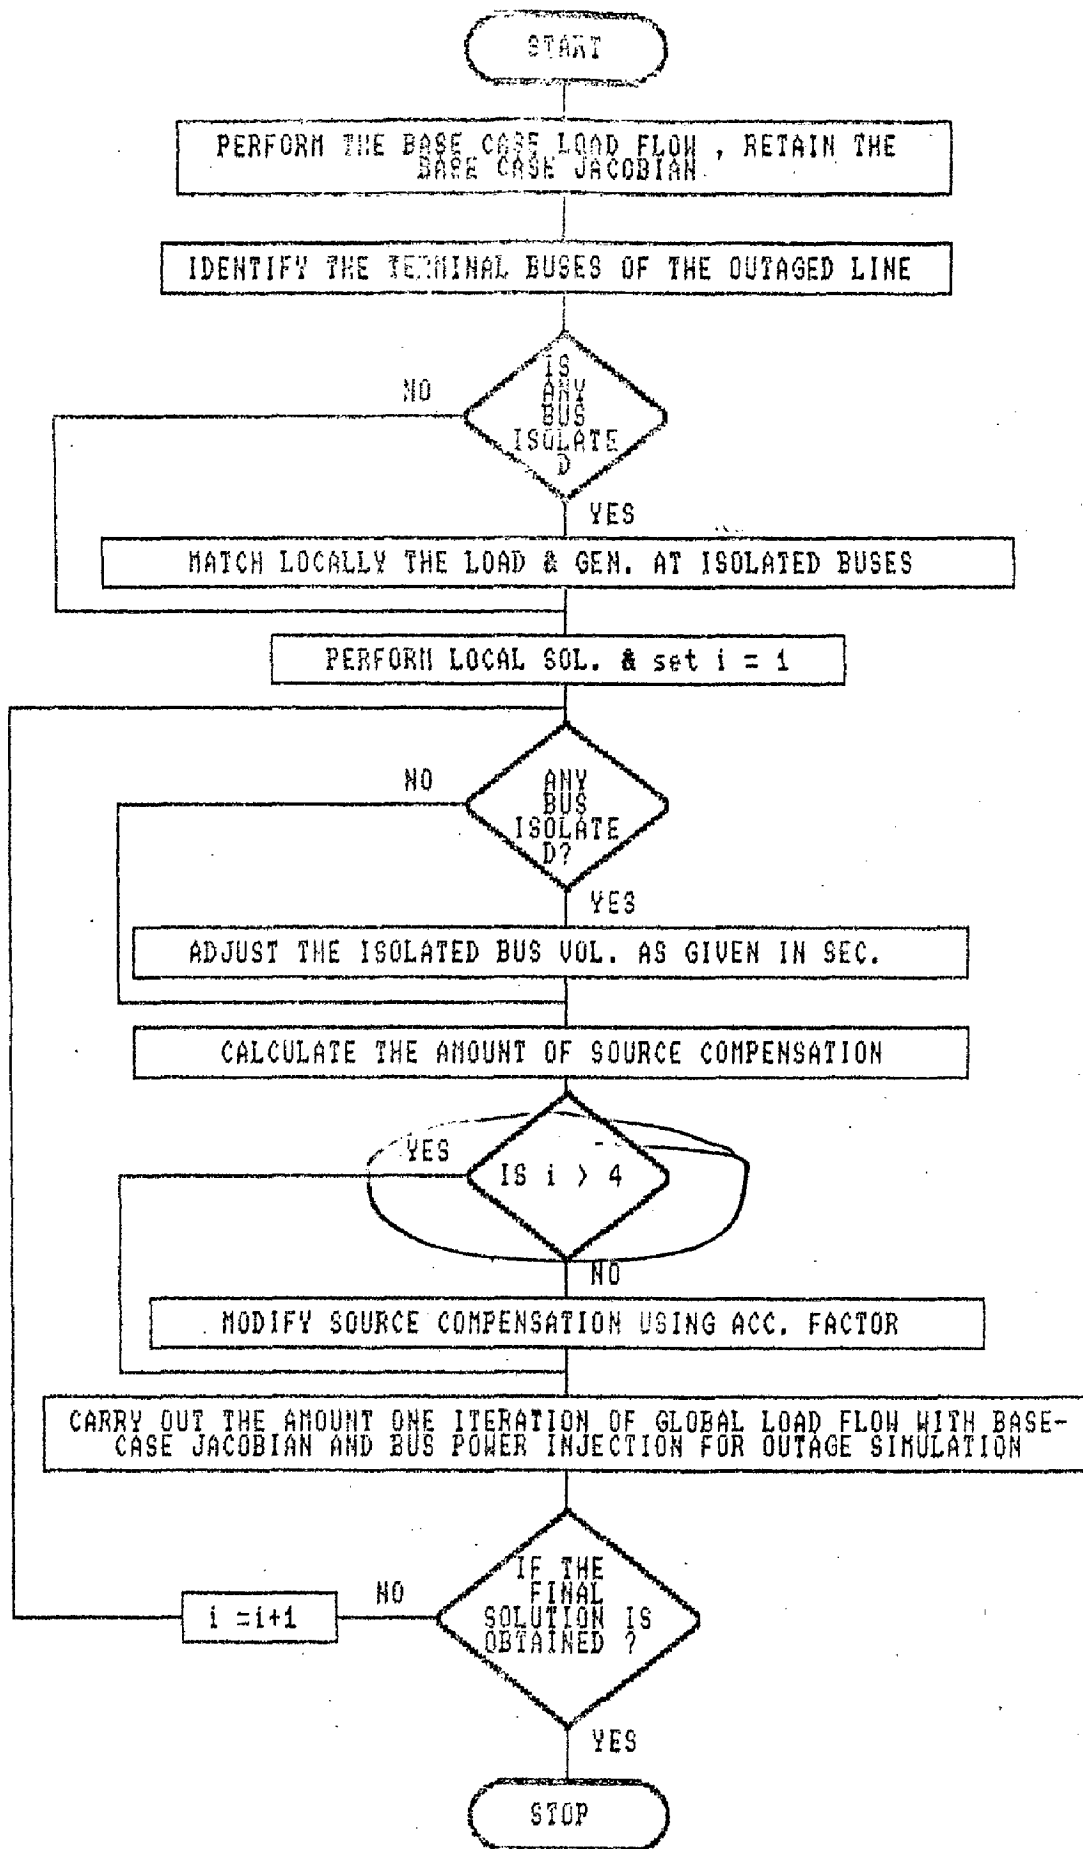 START
PERFORM THE BASE CASE LOAD FLOW , RETAIN THE
BASE CASE JACOBIAN
IDENTIFY THE TERMINAL BUSES OF THE OUTAGED LINE
IS
ANY
BUS
ISOLATE
D
NO
YES
MATCH LOCALLY THE LOAD & GEN. AT ISOLATED BUSES
PERFORM LOCAL SOL. & set i = 1
NO
ANY
BUS
ISOLATE
D?
YES
ADJUST THE ISOLATED BUS VOL. AS GIVEN IN SEC.
CALCULATE THE AMOUNT OF SOURCE COMPENSATION
YES
IS i > 4
NO
MODIFY SOURCE COMPENSATION USING ACC. FACTOR
CARRY OUT THE AMOUNT ONE ITERATION OF GLOBAL LOAD FLOW WITH BASE-
CASE JACOBIAN AND BUS POWER INJECTION FOR OUTAGE SIMULATION
IF THE
FINAL
SOLUTION IS
OBTAINED ?
NO
i =i+1
YES
STOP